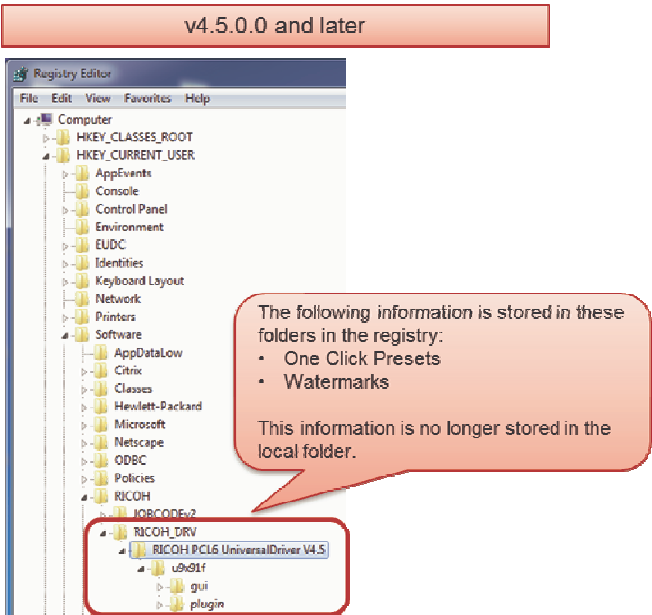 v4.5.0.0 and later
Registry Editor
File Edit View Favorites Help
Computer
HKEY_CLASSES_ROOT
HKEY_CURRENT_USER
AppEvents
Console
Control Panel
Environment
EUDC
Identities
Keyboard Layout
Network
Printers
Software
AppDataLow
Citrix
Classes
Hewlett-Packard
Microsoft
Netscape
ODBC
Policies
RICOH
JOBCODEv2
RICOH_DRV
RICOH PCL6 UniversalDriver V4.5
u9x91f
gui
plugin
The following information is stored in these
folders in the registry:
• One Click Presets
• Watermarks
This information is no longer stored in the
local folder.